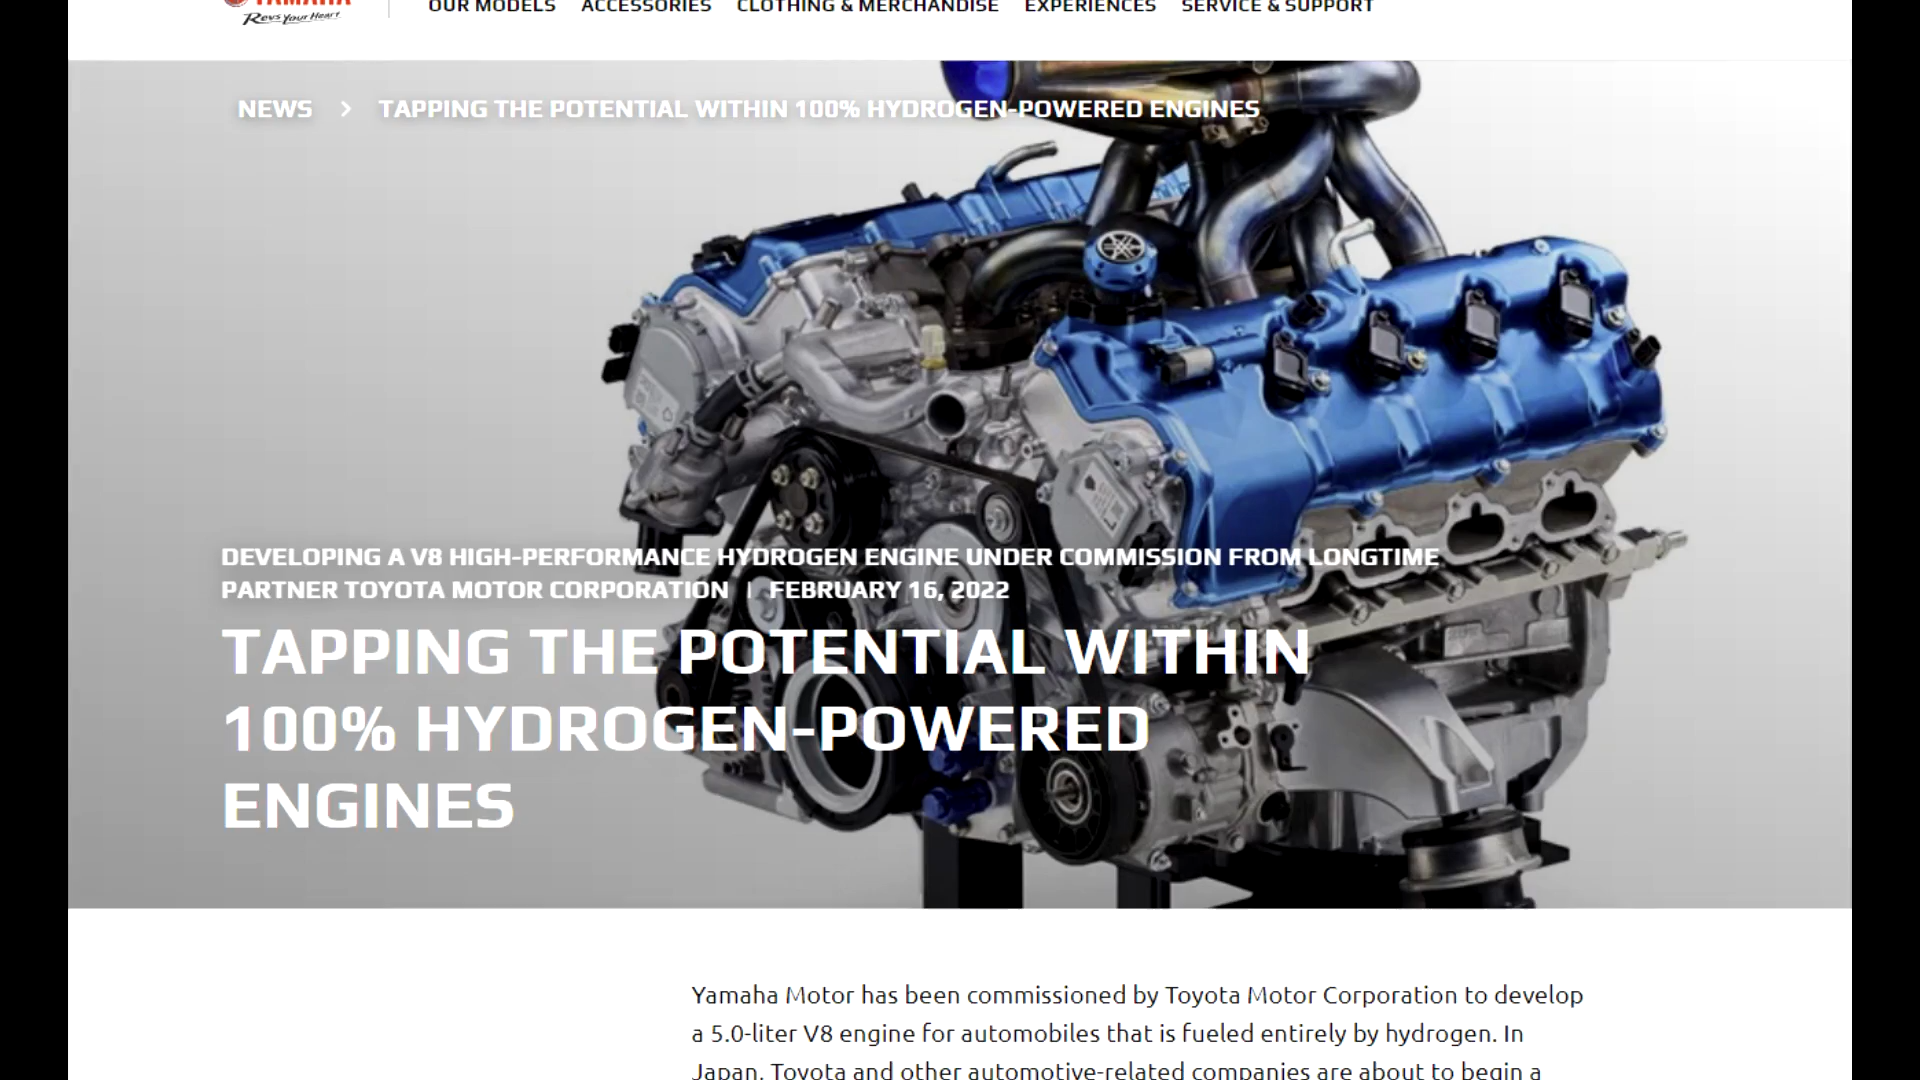 YAMAHA
Revs Your Heart
OUR MODELS ACCESSORIES CLOTHING & MERCHANDISE EXPERIENCES SERVICE & SUPPORT
NEWS > TAPPING THE POTENTIAL WITHIN 100% HYDROGEN-POWERED ENGINES
DEVELOPING A V8 HIGH-PERFORMANCE HYDROGEN ENGINE UNDER COMMISSION FROM LONGTIME
PARTNER TOYOTA MOTOR CORPORATION | FEBRUARY 16, 2022
TAPPING THE POTENTIAL WITHIN
100% HYDROGEN-POWERED
ENGINES
Yamaha Motor has been commissioned by Toyota Motor Corporation to develop
a 5.0-liter V8 engine for automobiles that is fueled entirely by hydrogen. In
Japan, Toyota and other automotive-related companies are about to begin a